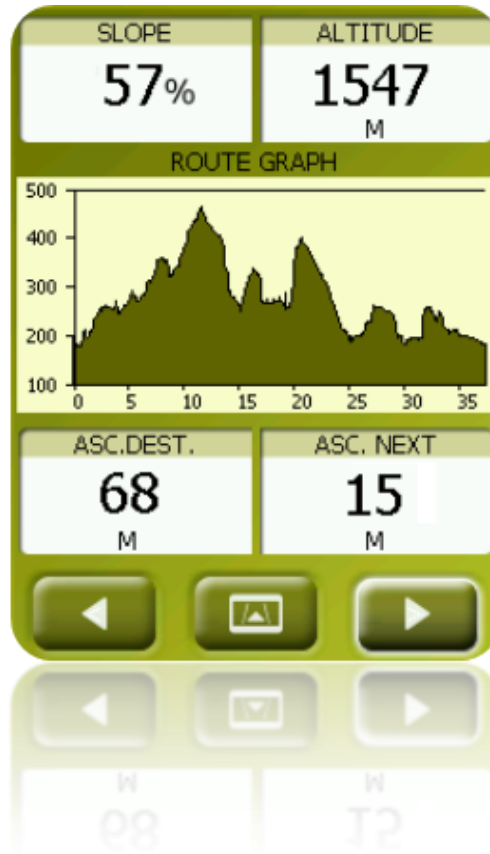 SLOPE
ALTITUDE
57%
1547
M
ROUTE GRAPH
500
400
300
200
100
0 5 10 15 20 25 30 35
ASC.DEST.
ASC. NEXT
68
15
M
M